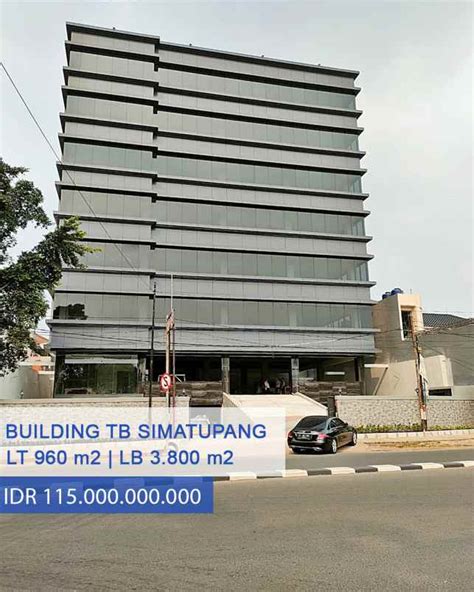 BUILDING TB SIMATUPANG
LT 960 m2 | LB 3.800 m2
IDR 115.000.000.000